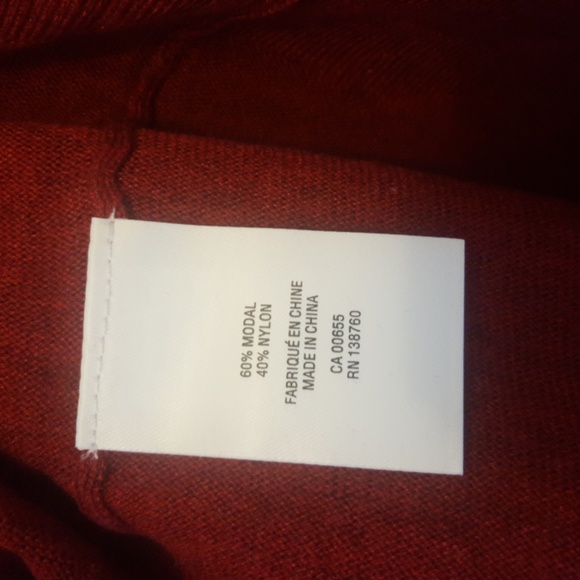 60% MODAL
40% NYLON
FABRIQUÉ EN CHINE
MADE IN CHINA
CA 00655
RN 138760